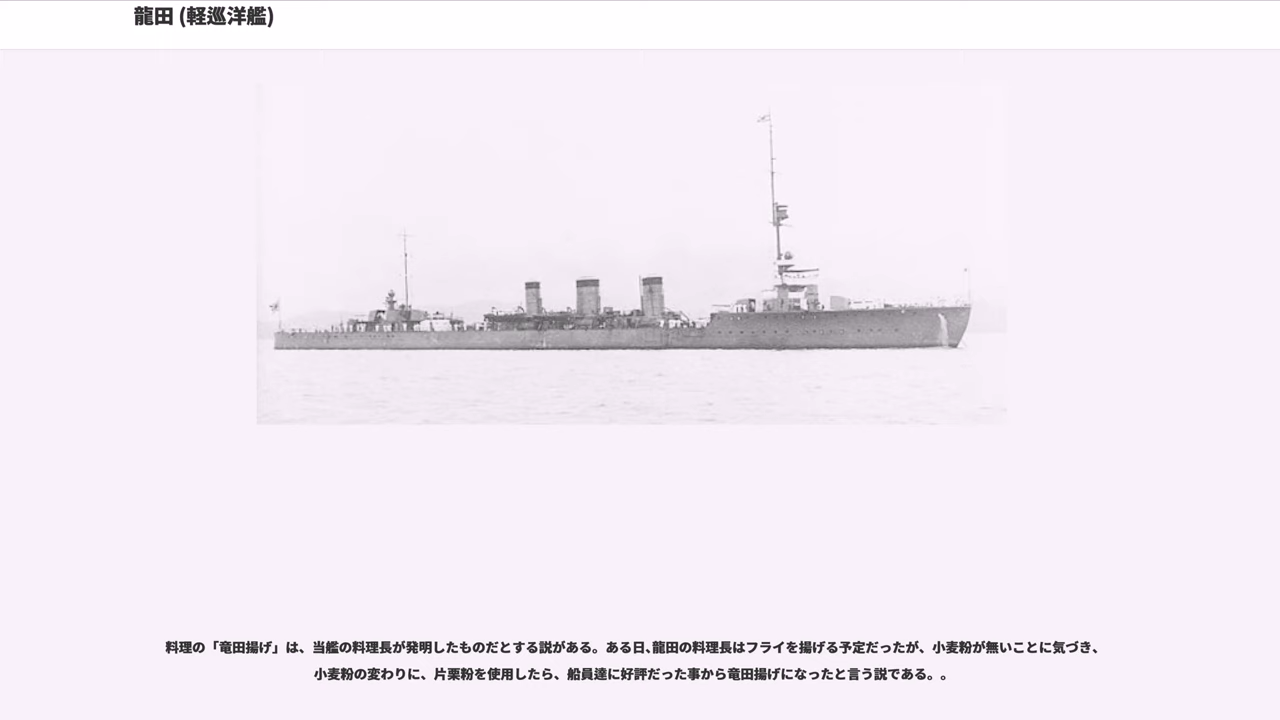 龍田 (軽巡洋艦)
料理の「竜田揚げ」は、当艦の料理長が発明したものだとする説がある。ある日､龍田の料理長はフライを揚げる予定だったが、小麦粉が無いことに気づき、
小麦粉の変わりに、片栗粉を使用したら、船員達に好評だった事から竜田揚げになったと言う説である。。